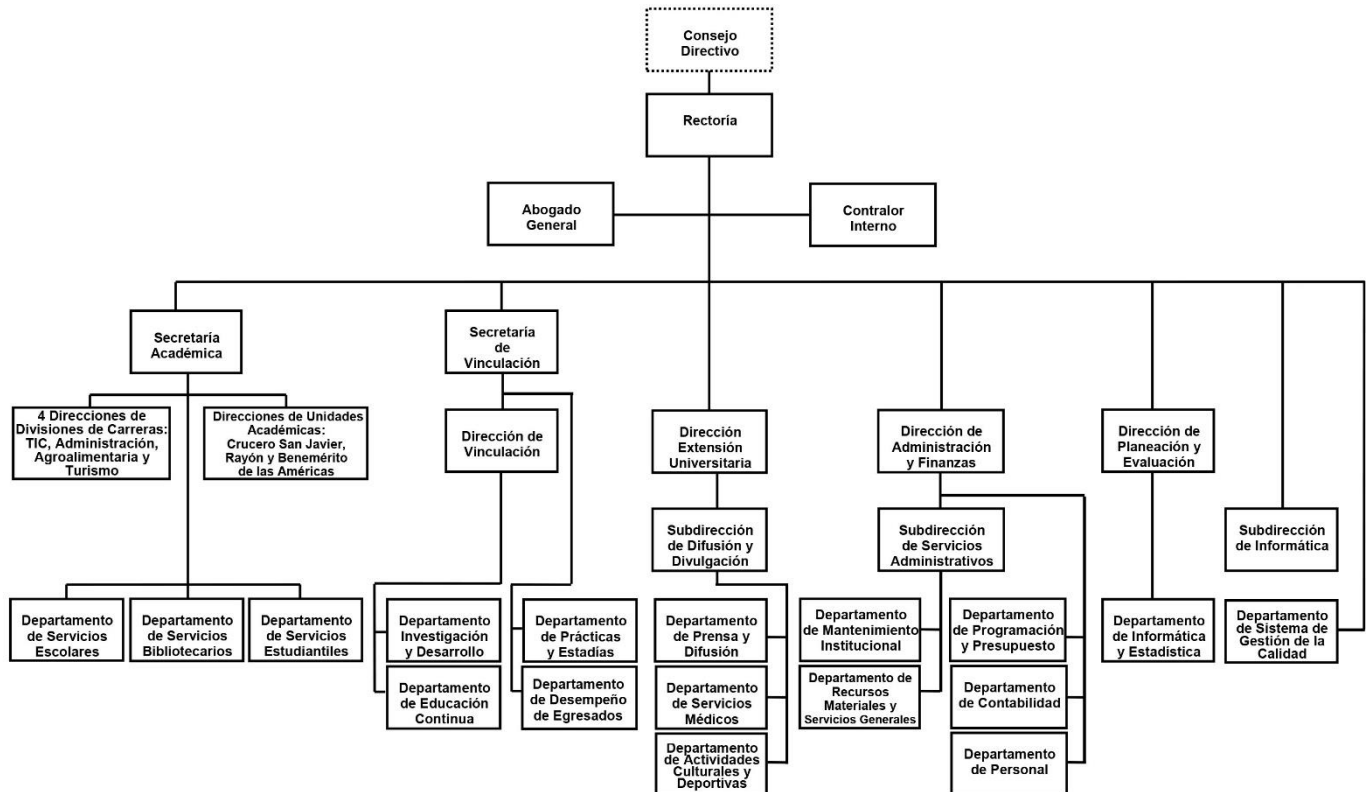 Consejo
Directivo
Rectoría
Abogado
General
Contralor
Interno
Secretaría
Académica
Secretaría
de
Vinculación
4 Direcciones de
Divisiones de Carreras:
TIC, Administración,
Agroalimentaria y
Turismo
Direcciones de Unidades
Académicas:
Crucero San Javier,
Rayón y Benemérito
de las Américas
Dirección de
Vinculación
Dirección
Extensión
Universitaria
Dirección de
Administración
y Finanzas
Dirección de
Planeación y
Evaluación
Subdirección
de Difusión y
Divulgación
Subdirección
de Servicios
Administrativos
Subdirección
de Informática
Departamento
de Servicios
Escolares
Departamento
de Servicios
Bibliotecarios
Departamento
de Servicios
Estudiantiles
Departamento
Investigación
y Desarrollo
Departamento
de Prácticas
y Estadías
Departamento
de Prensa y
Difusión
Departamento
de Mantenimiento
Institucional
Departamento
de Programación
y Presupuesto
Departamento
de Informática
y Estadística
Departamento
de Sistema de
Gestión de la
Calidad
Departamento
de Educación
Continua
Departamento
de Desempeño
de Egresados
Departamento
de Servicios
Médicos
Departamento de
Recursos
Materiales y
Servicios Generales
Departamento
de Contabilidad
Departamento
de Actividades
Culturales y
Deportivas
Departamento
de Personal